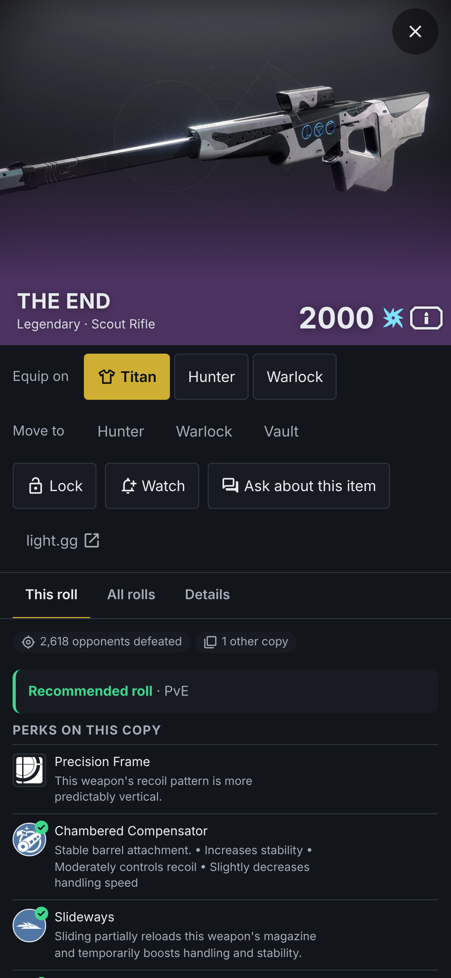 THE END
Legendary · Scout Rifle
2000
Equip on
Titan
Hunter
Warlock
Move to
Hunter
Warlock
Vault
Lock
Watch
Ask about this item
light.gg
This roll
All rolls
Details
2,618 opponents defeated
1 other copy
Recommended roll · PvE
PERKS ON THIS COPY
Precision Frame
This weapon's recoil pattern is more
predictably vertical.
Chambered Compensator
Stable barrel attachment. • Increases stability •
Moderately controls recoil • Slightly decreases
handling speed
Slideways
Sliding partially reloads this weapon's magazine
and temporarily boosts handling and stability.